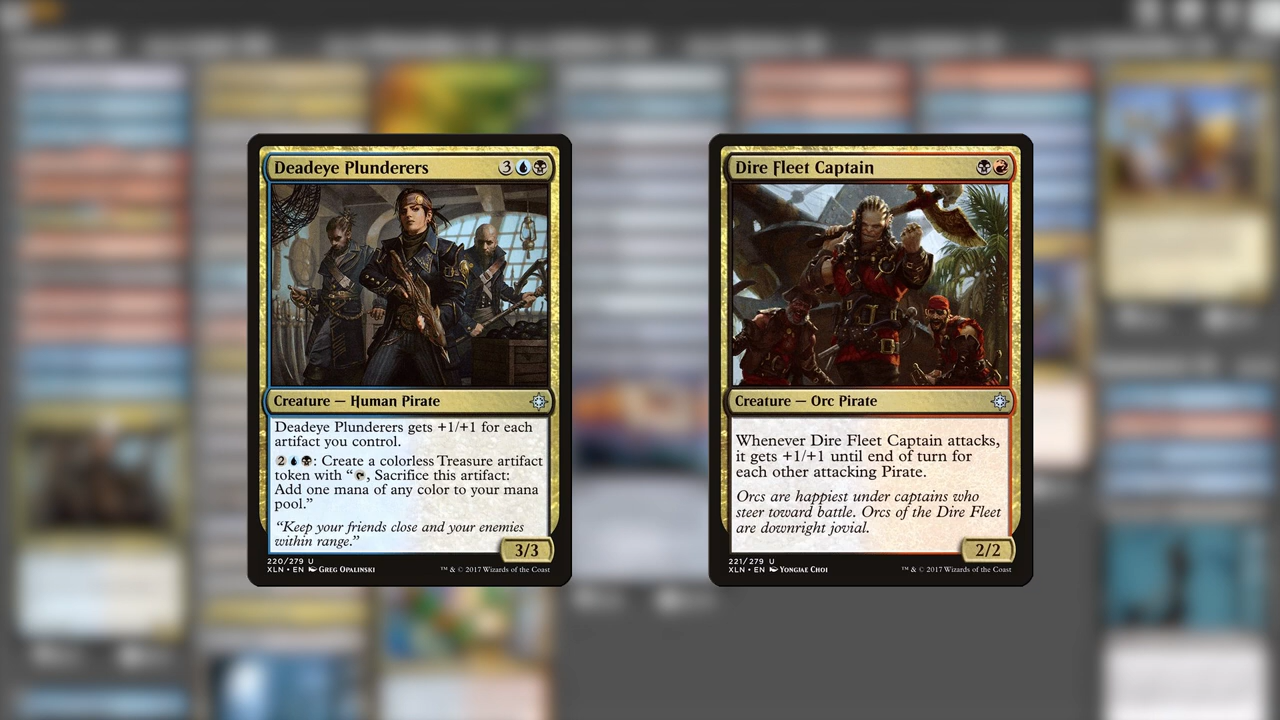 Deadeye Plunderers 3
Creature — Human Pirate
Deadeye Plunderers gets +1/+1 for each
artifact you control.
2 : Create a colorless Treasure artifact
token with “ , Sacrifice this artifact:
Add one mana of any color to your mana
pool.”
“Keep your friends close and your enemies
within range.”
3/3
220/279 U
XLN • EN Greg Opalinski
™ & © 2017 Wizards of the Coast
Dire Fleet Captain
Creature — Orc Pirate
Whenever Dire Fleet Captain attacks,
it gets +1/+1 until end of turn for
each other attacking Pirate.
Orcs are happiest under captains who
steer toward battle. Orcs of the Dire Fleet
are downright jovial.
2/2
221/279 U
XLN • EN Yongjae Choi
™ & © 2017 Wizards of the Coast